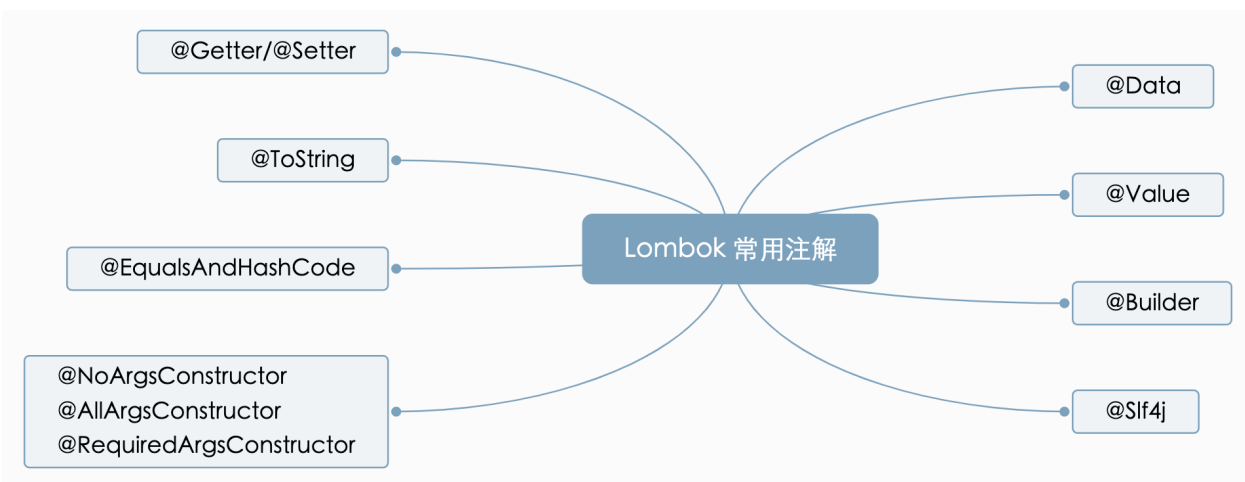 @Getter/@Setter
@ToString
@EqualsAndHashCode
@NoArgsConstructor
@AllArgsConstructor
@RequiredArgsConstructor
Lombok 常用注解
@Data
@Value
@Builder
@Slf4j